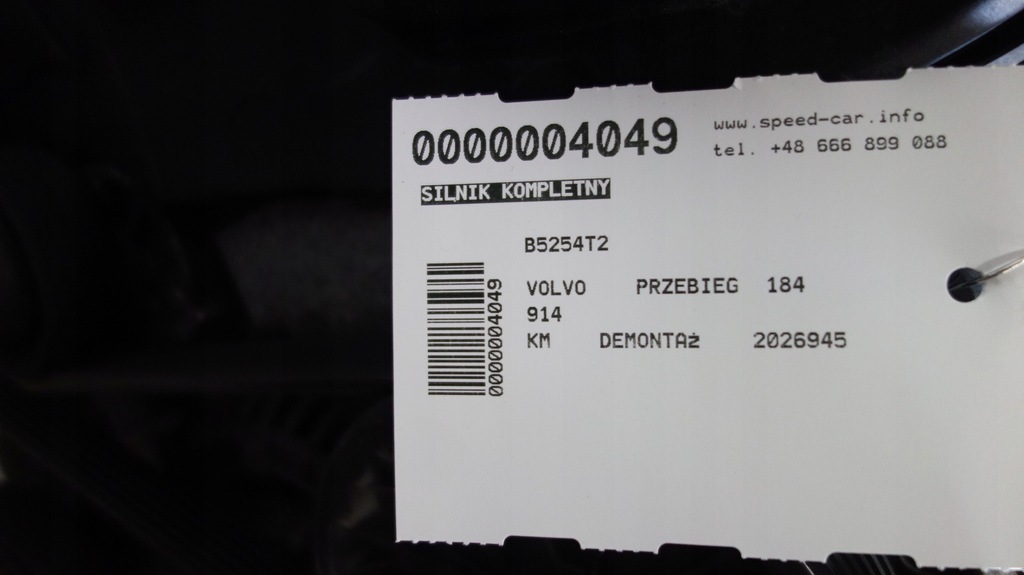 0000004049
www.speed-car.info
tel. +48 666 899 088
SILNIK KOMPLETNY
B5254T2
VOLVO PRZEBIEG 184
914
KM DEMONTAż 2026945
0000004049